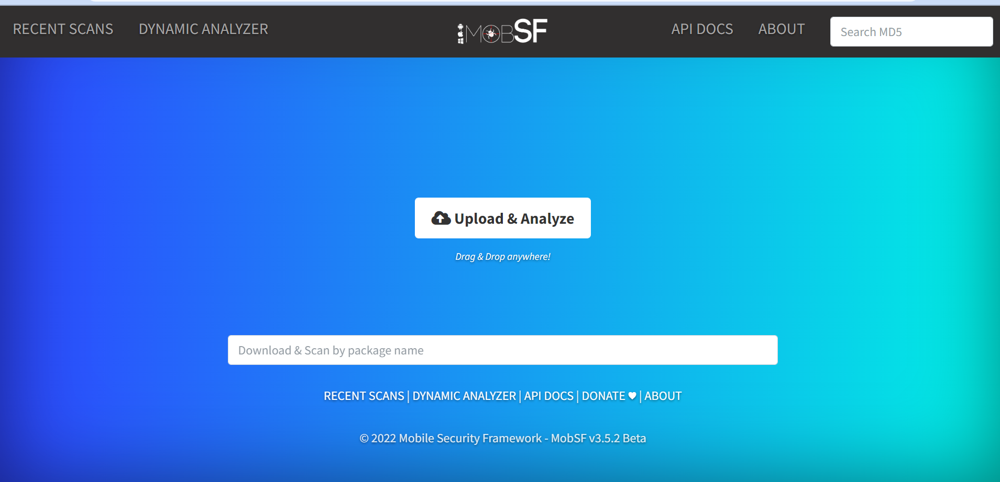 RECENT SCANS DYNAMIC ANALYZER MobSF API DOCS ABOUT Search MD5
Upload & Analyze
Drag & Drop anywhere!
Download & Scan by package name
RECENT SCANS | DYNAMIC ANALYZER | API DOCS | DONATE ♥ | ABOUT
© 2022 Mobile Security Framework - MobSF v3.5.2 Beta